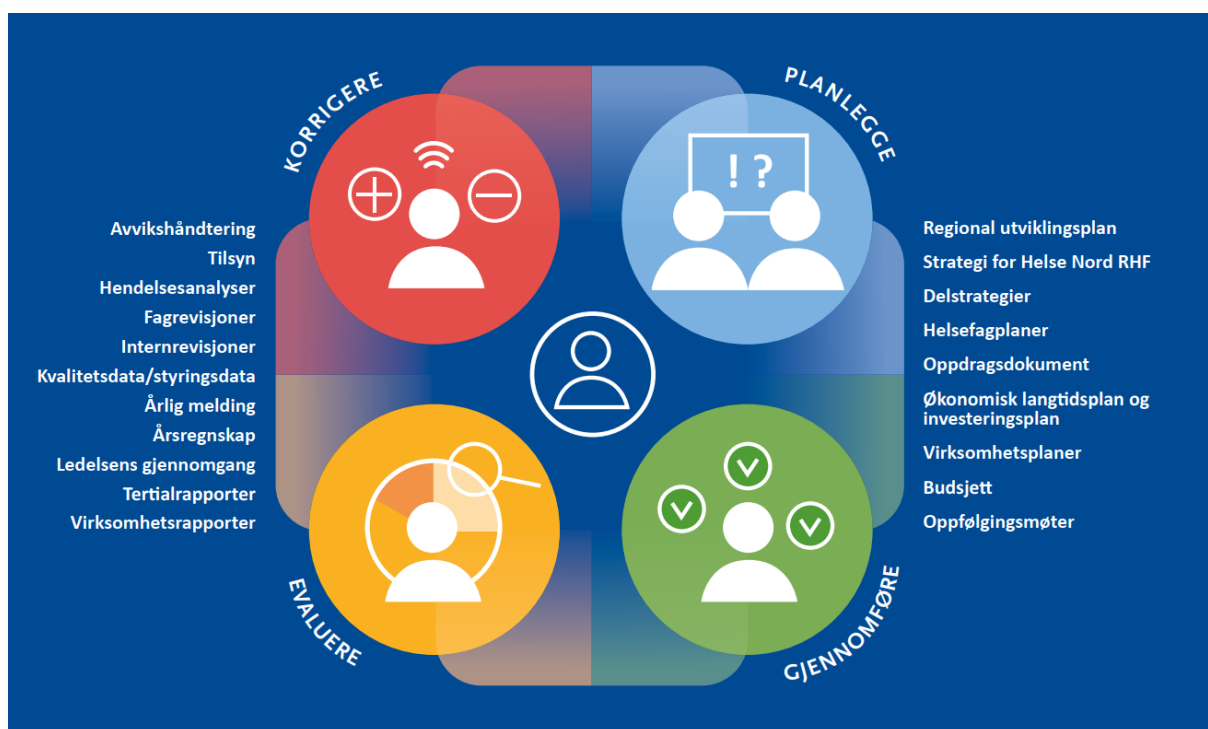 KORRIGERE
PLANLEGGE
! ?
Avvikshåndtering
Tilsyn
Hendelsesanalyser
Fagrevisjoner
Internrevisjoner
Kvalitetsdata/styringsdata
Årlig melding
Årsregnskap
Ledelsens gjennomgang
Tertialrapporter
Virksomhetsrapporter
Regional utviklingsplan
Strategi for Helse Nord RHF
Delstrategier
Helsefagplaner
Oppdragsdokument
Økonomisk langtidsplan og
investeringsplan
Virksomhetsplaner
Budsjett
Oppfølgingsmøter
EVALUERE
GJENNOMFØRE